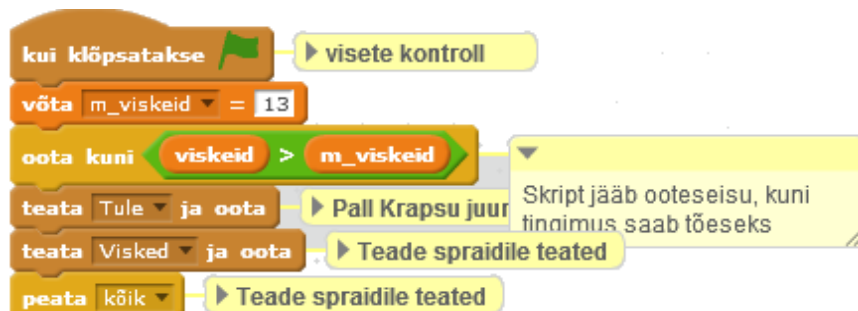 kui klõpsatakse visete kontroll
võta m_viskeid = 13
oota kuni viskeid > m_viskeid
Skript jääb ooteseisu, kuni
tingimus saab tõeseks
teata Tule ja oota Pall Krapsu juur
teata Visked ja oota Teade spraidile teated
peata kõik Teade spraidile teated